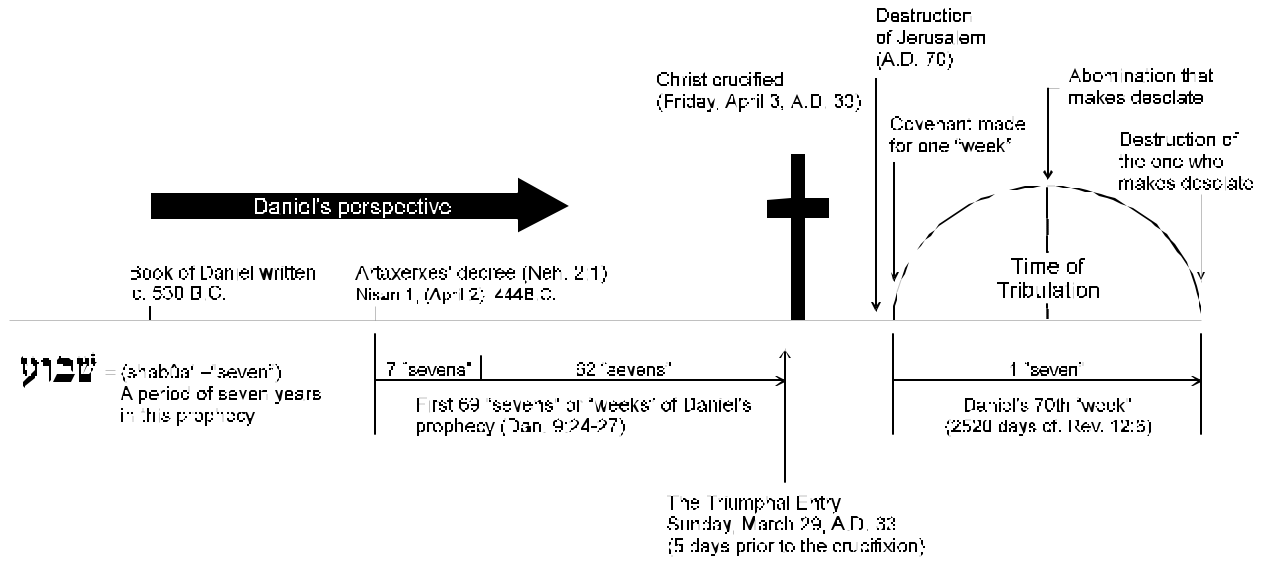 Destruction
of Jerusalem
(A.D. 70)
Christ crucified
(Friday, April 3, A.D. 33)
Abomination that
makes desolate
Covenant made
for one "week"
Destruction of
the one who
makes desolate
Daniel's perspective
Book of Daniel written
c. 530 B.C.
Artaxerxes' decree (Neh. 2:1)
Nisan 1, (April 2) 444B.C.
Time of
Tribulation
שׁבוע = (shabûa‘ –"seven")
A period of seven years
in this prophecy
7 "sevens"
62 "sevens"
1 "seven"
First 69 "sevens" or "weeks" of Daniel's
prophecy (Dan. 9:24-27)
Daniel's 70th "week"
(2520 days cf. Rev. 12:6)
The Triumphal Entry
Sunday, March 29, A.D. 33
(5 days prior to the crucifixion)